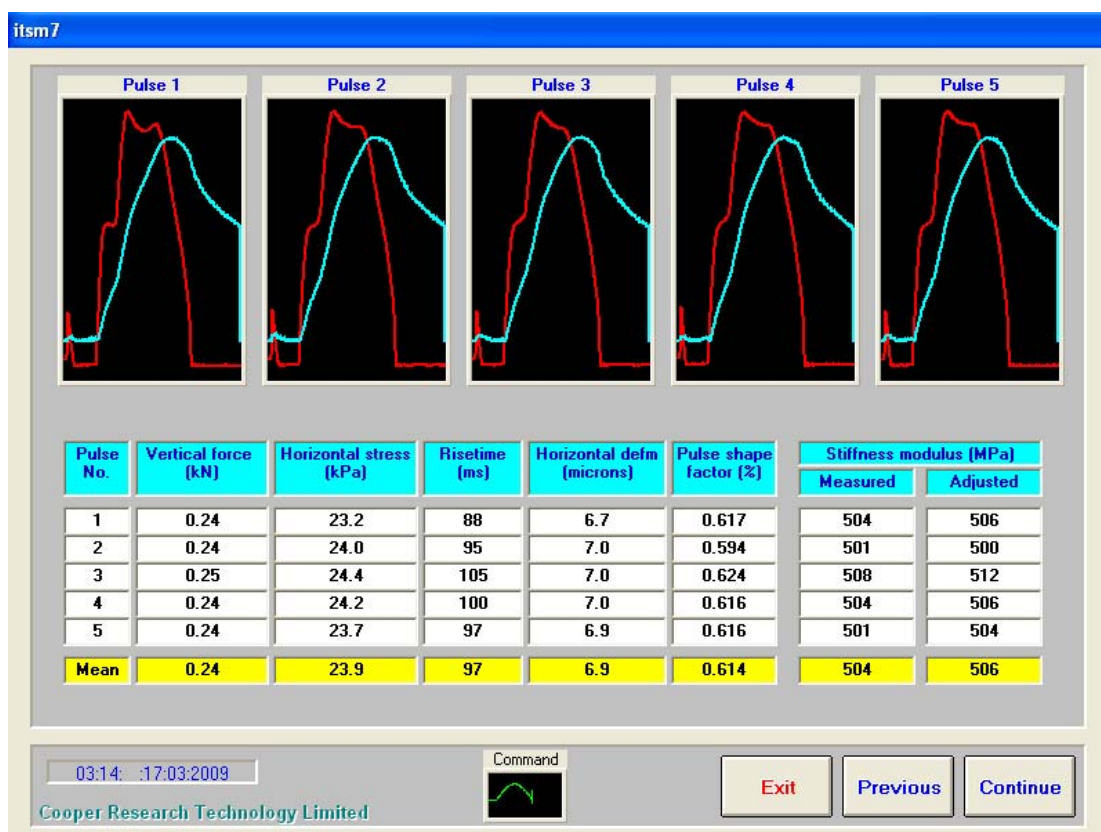 itsm7
Pulse 1 Pulse 2 Pulse 3 Pulse 4 Pulse 5
Pulse No. Vertical force (kN) Horizontal stress (kPa) Risetime (ms) Horizontal defm (microns) Pulse shape factor (%) Stiffness modulus (MPa)
Measured Adjusted
1 0.24 23.2 88 6.7 0.617 504 506
2 0.24 24.0 95 7.0 0.594 501 500
3 0.25 24.4 105 7.0 0.624 508 512
4 0.24 24.2 100 7.0 0.616 504 506
5 0.24 23.7 97 6.9 0.616 501 504
Mean 0.24 23.9 97 6.9 0.614 504 506
03:14: :17:03:2009
Command
Exit Previous Continue
Cooper Research Technology Limited